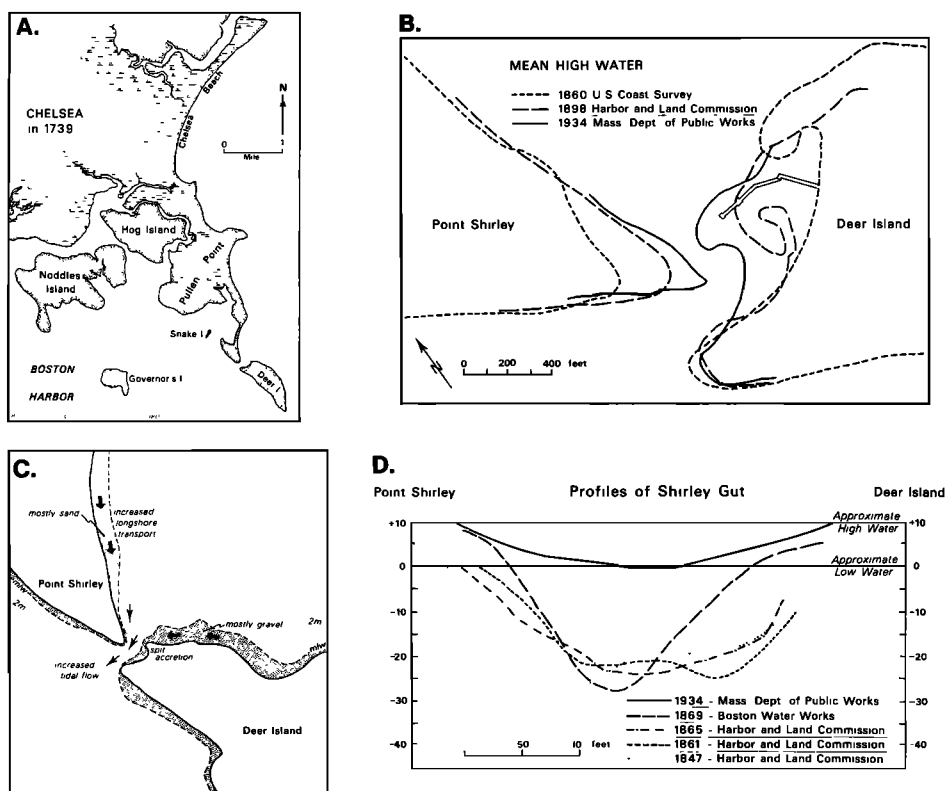 A.
CHELSEA
in 1739
Chelsea Beach
N
0 1
Mile
Hog Island
Noddles
Island
Pullen Point
Snake I
BOSTON
HARBOR
Governor s I
Deer I
B.
MEAN HIGH WATER
1860 U S Coast Survey
1898 Harbor and Land Commission
1934 Mass Dept of Public Works
Point Shirley
Deer Island
N
0 200 400 feet
C.
mostly sand
increased
longshore
transport
Point Shirley
mlw
2m
mostly gravel
2m
mlw
spit
accretion
increased
tidal flow
Deer Island
D.
Point Shirley
Profiles of Shirley Gut
Deer Island
+10
Approximate
High Water
+10
0
Approximate
Low Water
0
-10
-10
-20
-20
-30
-30
-40
-40
1934 - Mass Dept of Public Works
1869 - Boston Water Works
1865 - Harbor and Land Commission
1861 - Harbor and Land Commission
1847 - Harbor and Land Commission
50 10 feet